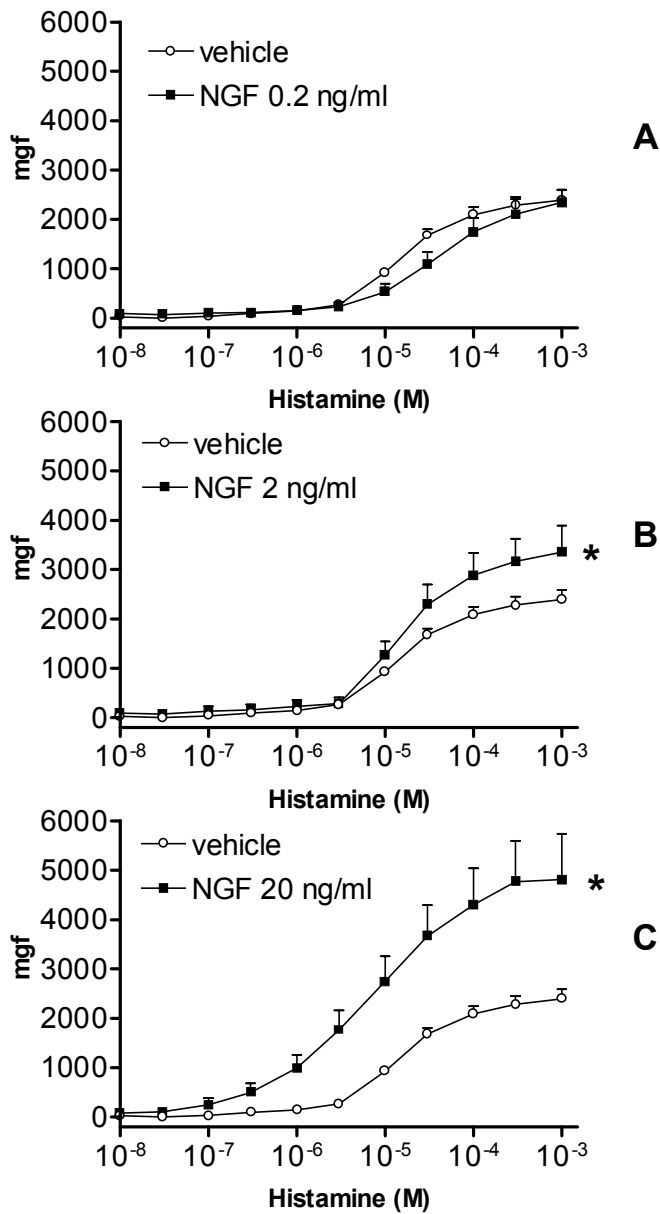 6000
5000
4000
3000
2000
1000
0
mgf
vehicle
NGF 0.2 ng/ml
A
10-8 10-7 10-6 10-5 10-4 10-3
Histamine (M)
6000
5000
4000
3000
2000
1000
0
mgf
vehicle
NGF 2 ng/ml
*
B
10-8 10-7 10-6 10-5 10-4 10-3
Histamine (M)
6000
5000
4000
3000
2000
1000
0
mgf
vehicle
NGF 20 ng/ml
*
C
10-8 10-7 10-6 10-5 10-4 10-3
Histamine (M)